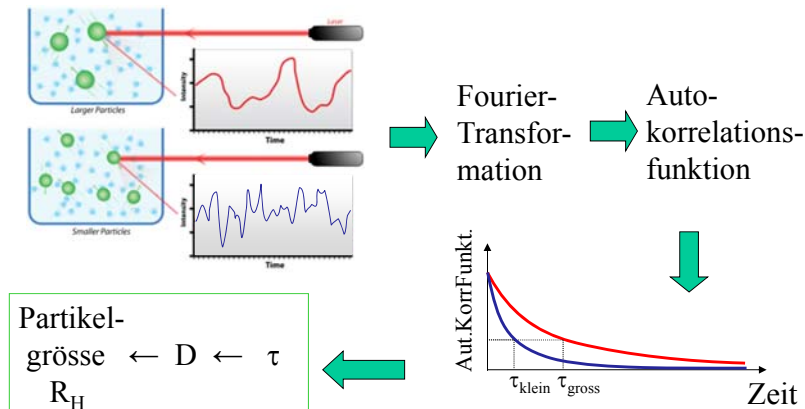 Laser
Intensity
Larger Particles
Time
Intensity
Smaller Particles
Time
Fourier-
Transfor-
mation
Auto-
korrelations-
funktion
Aut.KorrFunkt.
τklein
τgross
Zeit
Partikel-
grösse ← D ← τ
RH